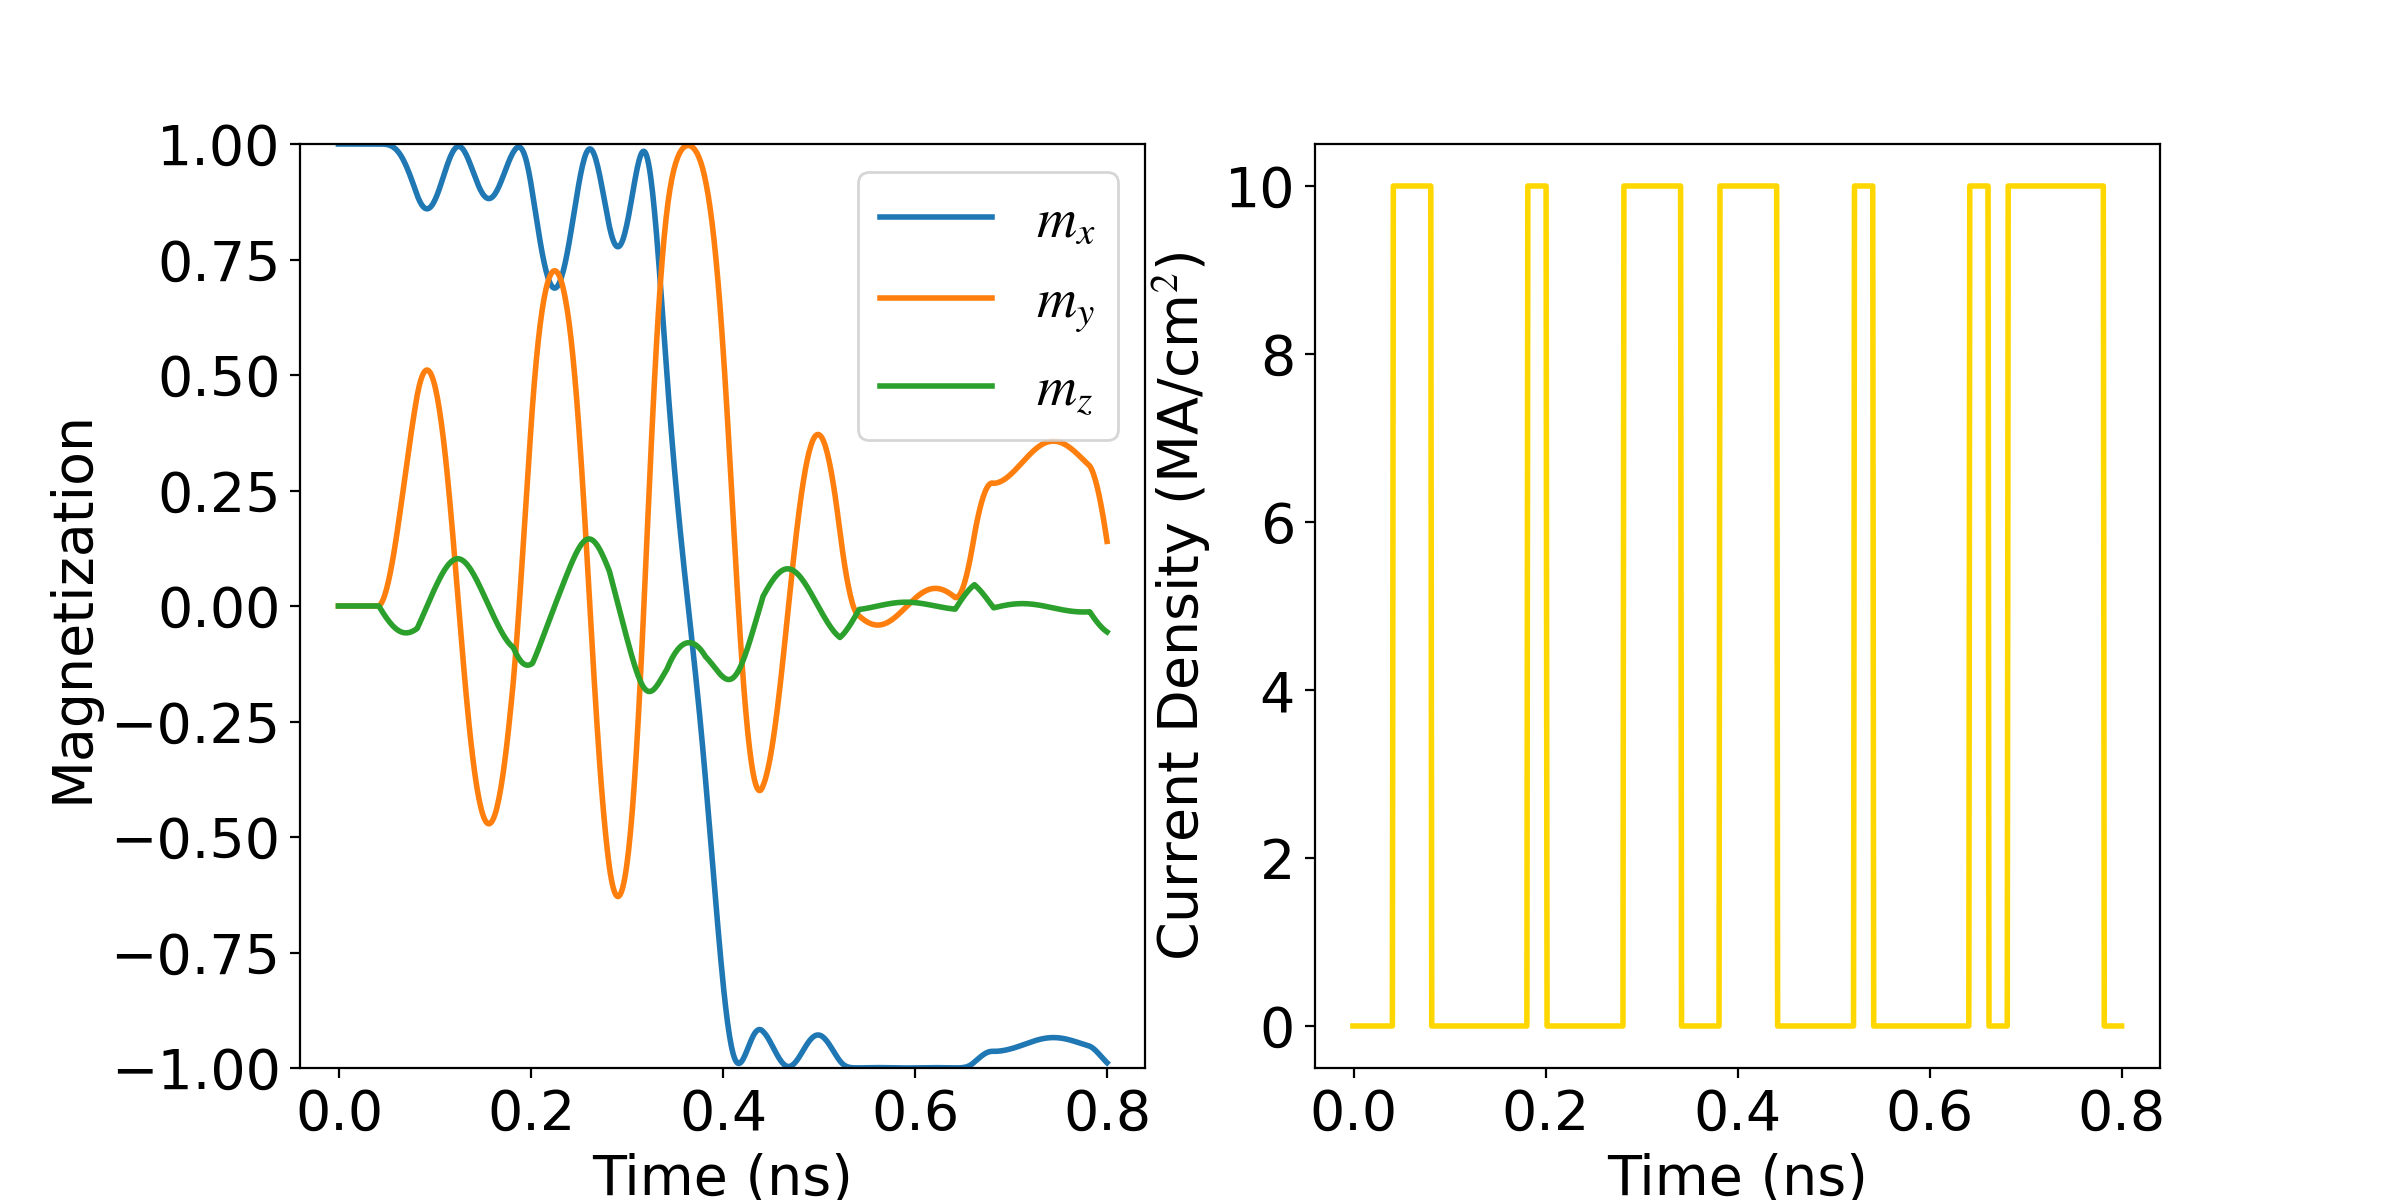 1.00
0.75
0.50
0.25
0.00
−0.25
−0.50
−0.75
−1.00
0.0 0.2 0.4 0.6 0.8
Time (ns)
Magnetization
m_x
m_y
m_z
10
8
6
4
2
0
0.0 0.2 0.4 0.6 0.8
Time (ns)
Current Density (MA/cm²)